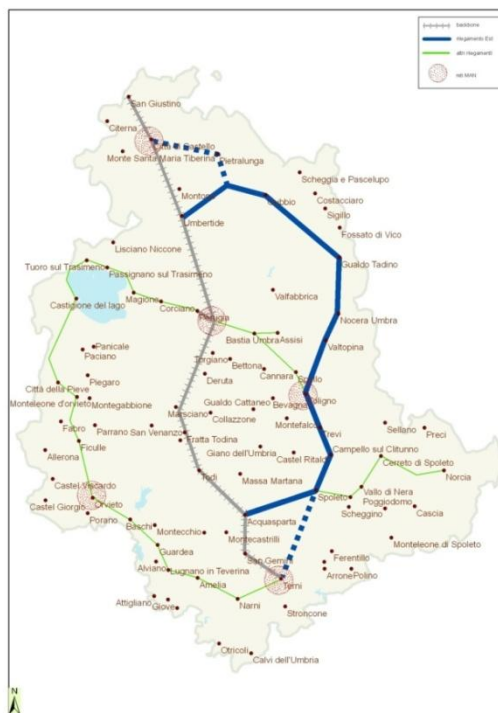 backbone
rilegamento Est
altri rilegamenti
reti MAN
San Giustino
Citerna
Città di Castello
Monte Santa Maria Tiberina
Pietralunga
Scheggia e Pascelupo
Montone
Gubbio
Costacciaro
Sigillo
Umbertide
Fossato di Vico
Lisciano Niccone
Gualdo Tadino
Tuoro sul Trasimeno
Passignano sul Trasimeno
Valfabbrica
Magione
Castiglione del lago
Corciano
Perugia
Nocera Umbra
Bastia Umbra
Assisi
Valtopina
Panicale
Paciano
Torgiano
Bettona
Cannara
Spello
Piegaro
Deruta
Città della Pieve
Gualdo Cattaneo
Bevagna
Foligno
Monteleone d'orvieto
Montegabbione
Marsciano
Collazzone
Montefalco
Trevi
Sellano
Preci
Fabro
Parrano
San Venanzo
Fratta Todina
Ficulle
Giano dell'Umbria
Castel Ritaldi
Campello sul Clitunno
Cerreto di Spoleto
Allerona
Todi
Massa Martana
Norcia
Castel Viscardo
Orvieto
Spoleto
Vallo di Nera
Poggiodomo
Castel Giorgio
Porano
Acquasparta
Scheggino
Cascia
Baschi
Montecchio
Montecastrilli
Monteleone di Spoleto
Guardea
San Gemini
Ferentillo
Alviano
Lugnano in Teverina
Arrone
Polino
Terni
Amelia
Attigliano
Giove
Narni
Stroncone
Otricoli
Calvi dell'Umbria
N